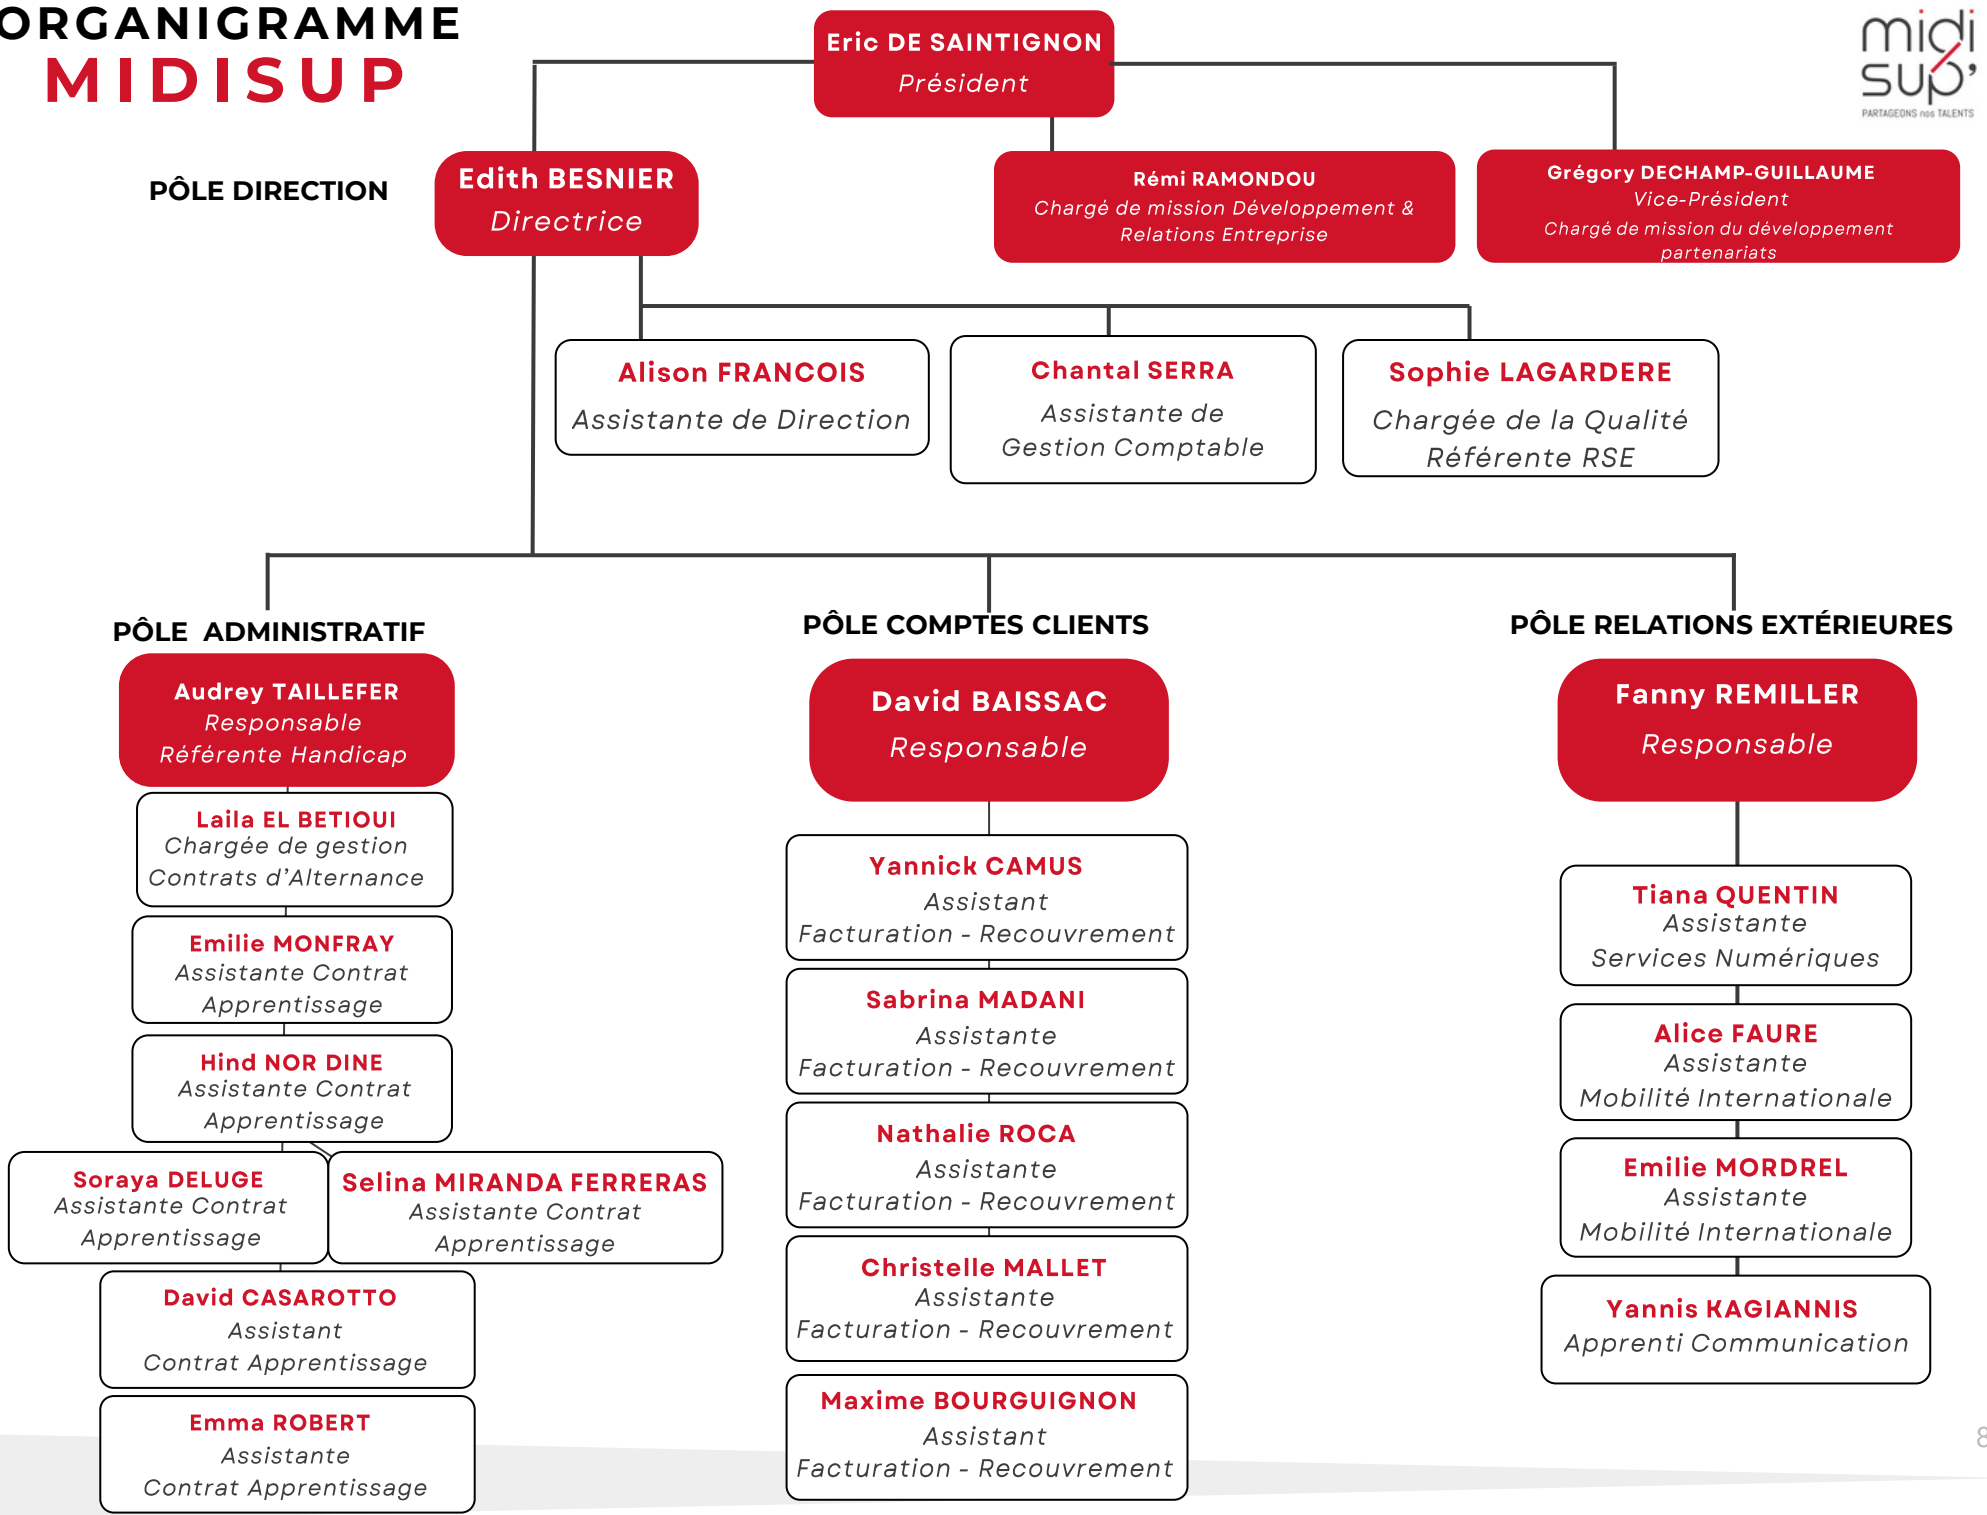 ORGANIGRAMME
MIDISUP
midi
sup'
PARTAGEONS nos TALENTS
Eric DE SAINTIGNON
Président
PÔLE DIRECTION
Edith BESNIER
Directrice
Rémi RAMONDOU
Chargé de mission Développement &
Relations Entreprise
Grégory DECHAMP-GUILLAUME
Vice-Président
Chargé de mission du développement
partenariats
Alison FRANCOIS
Assistante de Direction
Chantal SERRA
Assistante de
Gestion Comptable
Sophie LAGARDERE
Chargée de la Qualité
Référente RSE
PÔLE ADMINISTRATIF
Audrey TAILLEFER
Responsable
Référente Handicap
Laila EL BETIOUI
Chargée de gestion
Contrats d’Alternance
Emilie MONFRAY
Assistante Contrat
Apprentissage
Hind NOR DINE
Assistante Contrat
Apprentissage
Soraya DELUGE
Assistante Contrat
Apprentissage
Selina MIRANDA FERRERAS
Assistante Contrat
Apprentissage
David CASAROTTO
Assistant
Contrat Apprentissage
Emma ROBERT
Assistante
Contrat Apprentissage
PÔLE COMPTES CLIENTS
David BAISSAC
Responsable
Yannick CAMUS
Assistant
Facturation - Recouvrement
Sabrina MADANI
Assistante
Facturation - Recouvrement
Nathalie ROCA
Assistante
Facturation - Recouvrement
Christelle MALLET
Assistante
Facturation - Recouvrement
Maxime BOURGUIGNON
Assistant
Facturation - Recouvrement
PÔLE RELATIONS EXTÉRIEURES
Fanny REMILLER
Responsable
Tiana QUENTIN
Assistante
Services Numériques
Alice FAURE
Assistante
Mobilité Internationale
Emilie MORDREL
Assistante
Mobilité Internationale
Yannis KAGIANNIS
Apprenti Communication
8